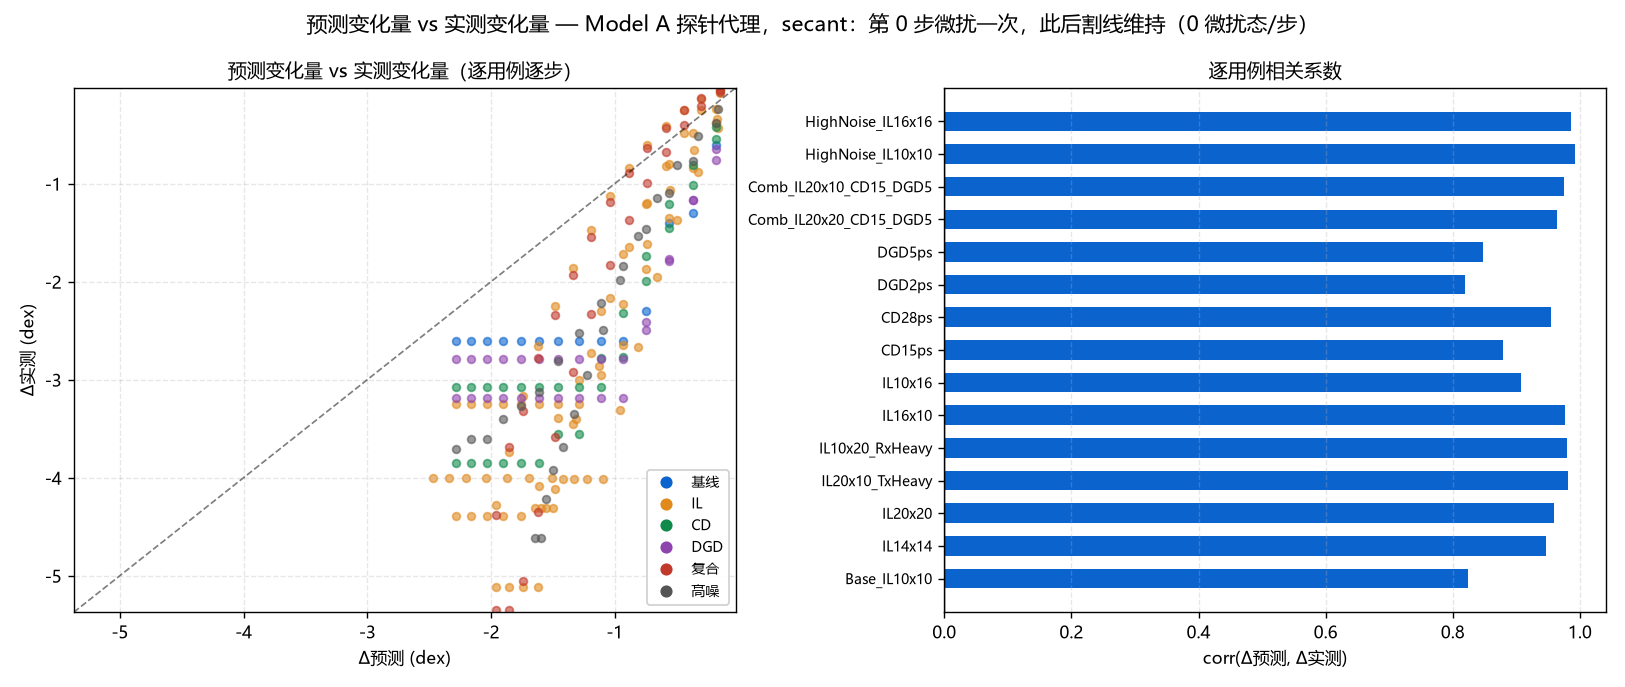 预测变化量 vs 实测变化量 — Model A 探针代理，secant：第 0 步微扰一次，此后割线维持（0 微扰态/步）
预测变化量 vs 实测变化量（逐用例逐步）
-1
-2
-3
-4
-5
Δ实测 (dex)
-5
-4
-3
-2
-1
Δ预测 (dex)
基线
IL
CD
DGD
复合
高噪
逐用例相关系数
HighNoise_IL16x16
HighNoise_IL10x10
Comb_IL20x10_CD15_DGD5
Comb_IL20x20_CD15_DGD5
DGD5ps
DGD2ps
CD28ps
CD15ps
IL10x16
IL16x10
IL10x20_RxHeavy
IL20x10_TxHeavy
IL20x20
IL14x14
Base_IL10x10
0.0
0.2
0.4
0.6
0.8
1.0
corr(Δ预测, Δ实测)